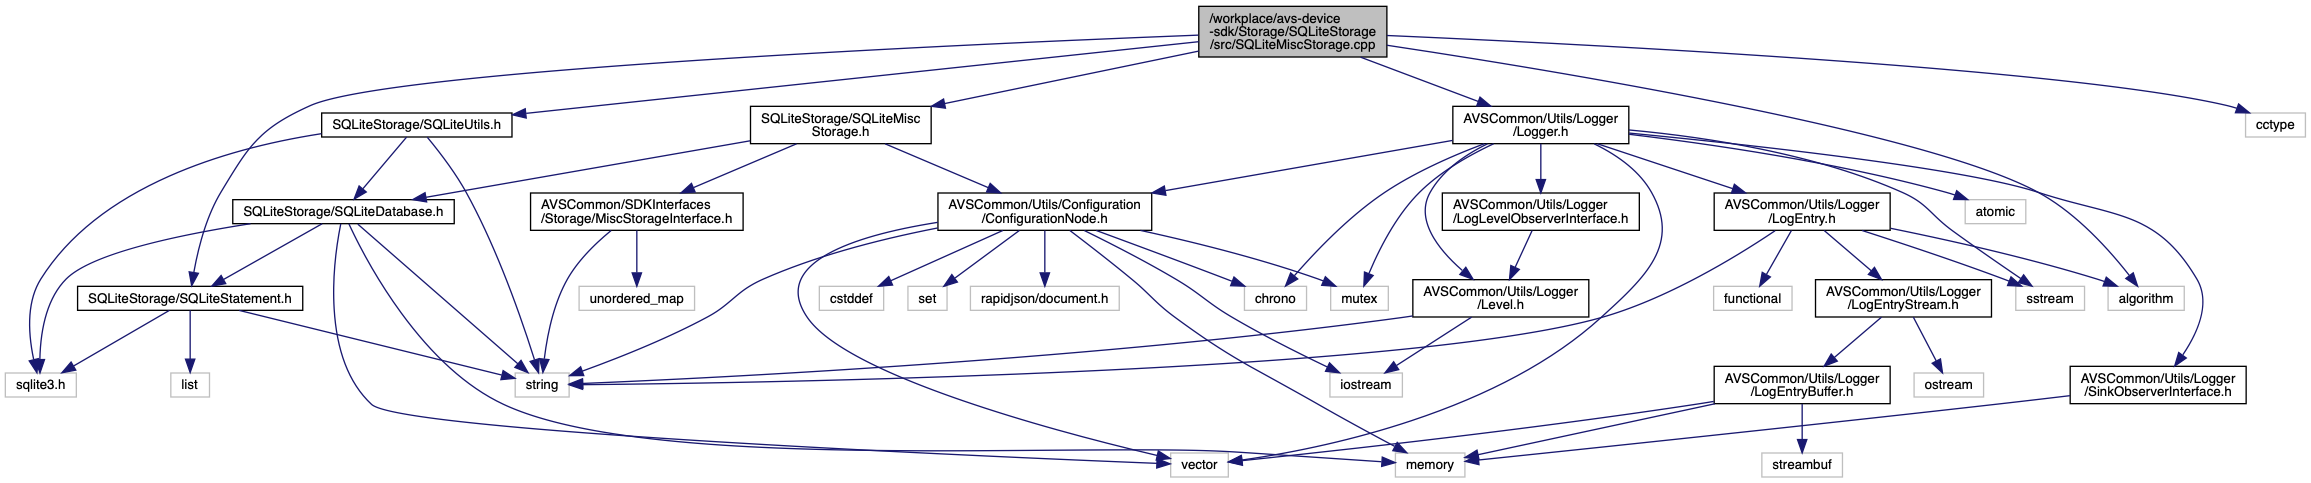 /workplace/avs-device
-sdk/Storage/SQLiteStorage
/src/SQLiteMiscStorage.cpp
SQLiteStorage/SQLiteUtils.h
SQLiteStorage/SQLiteMisc
Storage.h
AVSCommon/Utils/Logger
/Logger.h
cctype
SQLiteStorage/SQLiteDatabase.h
AVSCommon/SDKInterfaces
/Storage/MiscStorageInterface.h
AVSCommon/Utils/Configuration
/ConfigurationNode.h
AVSCommon/Utils/Logger
/LogLevelObserverInterface.h
AVSCommon/Utils/Logger
/LogEntry.h
atomic
SQLiteStorage/SQLiteStatement.h
unordered_map
cstddef
set
rapidjson/document.h
chrono
mutex
AVSCommon/Utils/Logger
/Level.h
functional
AVSCommon/Utils/Logger
/LogEntryStream.h
sstream
algorithm
sqlite3.h
list
string
iostream
AVSCommon/Utils/Logger
/LogEntryBuffer.h
ostream
AVSCommon/Utils/Logger
/SinkObserverInterface.h
vector
memory
streambuf